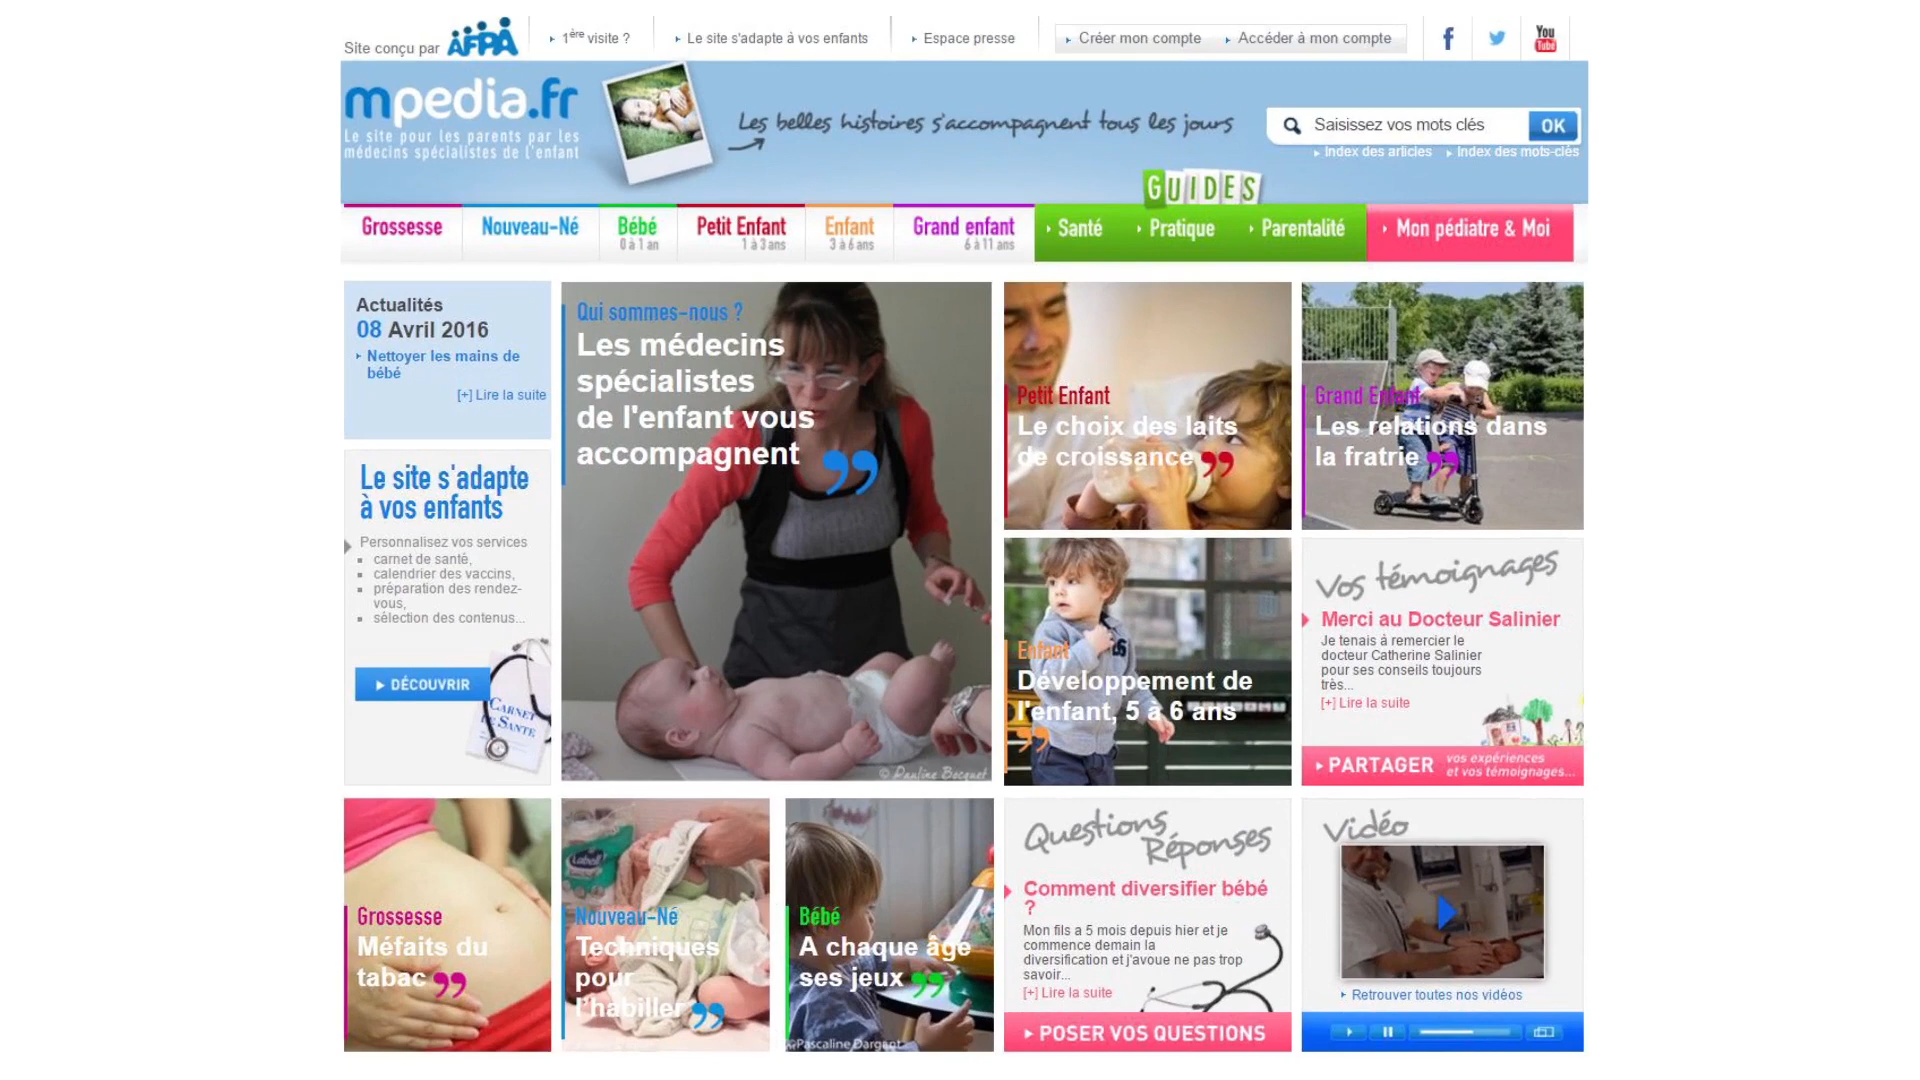 Site conçu par AFPA
1ère visite ?
Le site s'adapte à vos enfants
Espace presse
Créer mon compte
Accéder à mon compte
You
Tube
mpedia.fr
Le site pour les parents par les
médecins spécialistes de l'enfant
Les belles histoires s'accompagnent tous les jours
Saisissez vos mots clés
OK
Index des articles
Index des mots-clés
GUIDES
Grossesse
Nouveau-Né
Bébé
0 à 1 an
Petit Enfant
1 à 3 ans
Enfant
3 à 6 ans
Grand enfant
6 à 11 ans
Santé
Pratique
Parentalité
Mon pédiatre & Moi
Actualités
08 Avril 2016
Nettoyer les mains de
bébé
[+] Lire la suite
Le site s'adapte
à vos enfants
Personnalisez vos services
carnet de santé,
calendrier des vaccins,
préparation des rendez-
vous,
sélection des contenus...
DÉCOUVRIR
CARNET
DE SANTÉ
Qui sommes-nous ?
Les médecins
spécialistes
de l'enfant vous
accompagnent
© Pauline Bocquet
Petit Enfant
Le choix des laits
de croissance
Grand Enfant
Les relations dans
la fratrie
Enfant
Développement de
l'enfant, 5 à 6 ans
Vos témoignages
Merci au Docteur Salinier
Je tenais à remercier le
docteur Catherine Salinier
pour ses conseils toujours
très...
[+] Lire la suite
PARTAGER
vos expériences
et vos témoignages...
Grossesse
Méfaits du
tabac
Labell
Nouveau-Né
Techniques
pour
l'habiller
Bébé
A chaque âge
ses jeux
©Pascaline Dargent
Questions
Réponses
Comment diversifier bébé
?
Mon fils a 5 mois depuis hier et je
commence demain la
diversification et j'avoue ne pas trop
savoir...
[+] Lire la suite
POSER VOS QUESTIONS
Vidéo
Retrouver toutes nos vidéos